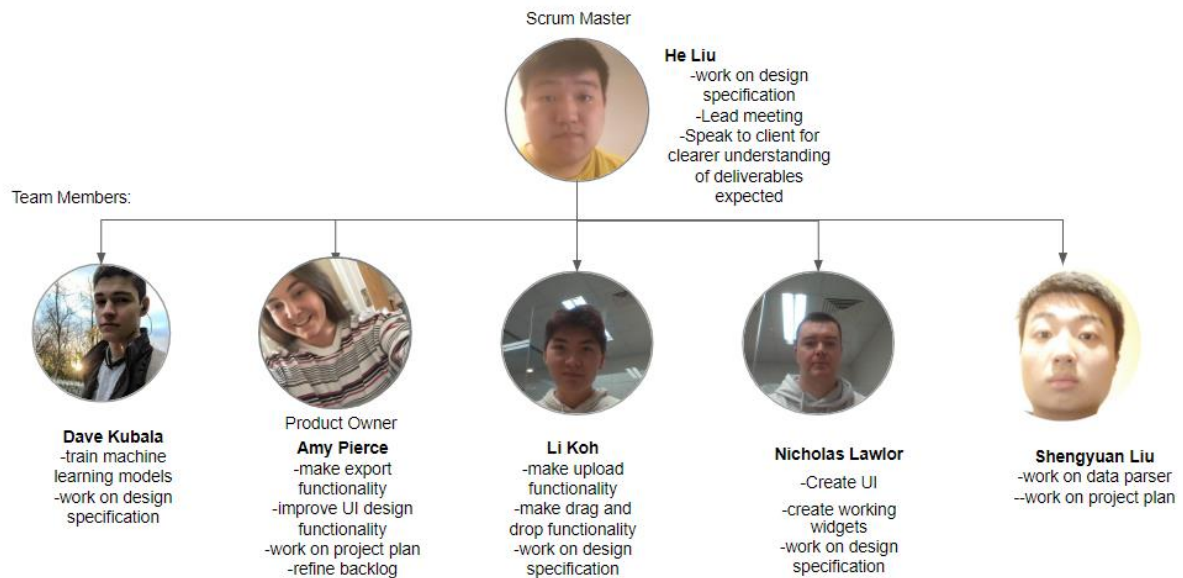 Scrum Master
He Liu
-work on design
specification
-Lead meeting
-Speak to client for
clearer understanding
of deliverables
expected
Team Members:
Dave Kubala
-train machine
learning models
-work on design
specification
Product Owner
Amy Pierce
-make export
functionality
-improve UI design
functionality
-work on project plan
-refine backlog
Li Koh
-make upload
functionality
-make drag and
drop functionality
-work on design
specification
Nicholas Lawlor
-Create UI
-create working
widgets
-work on design
specification
Shengyuan Liu
-work on data parser
--work on project plan